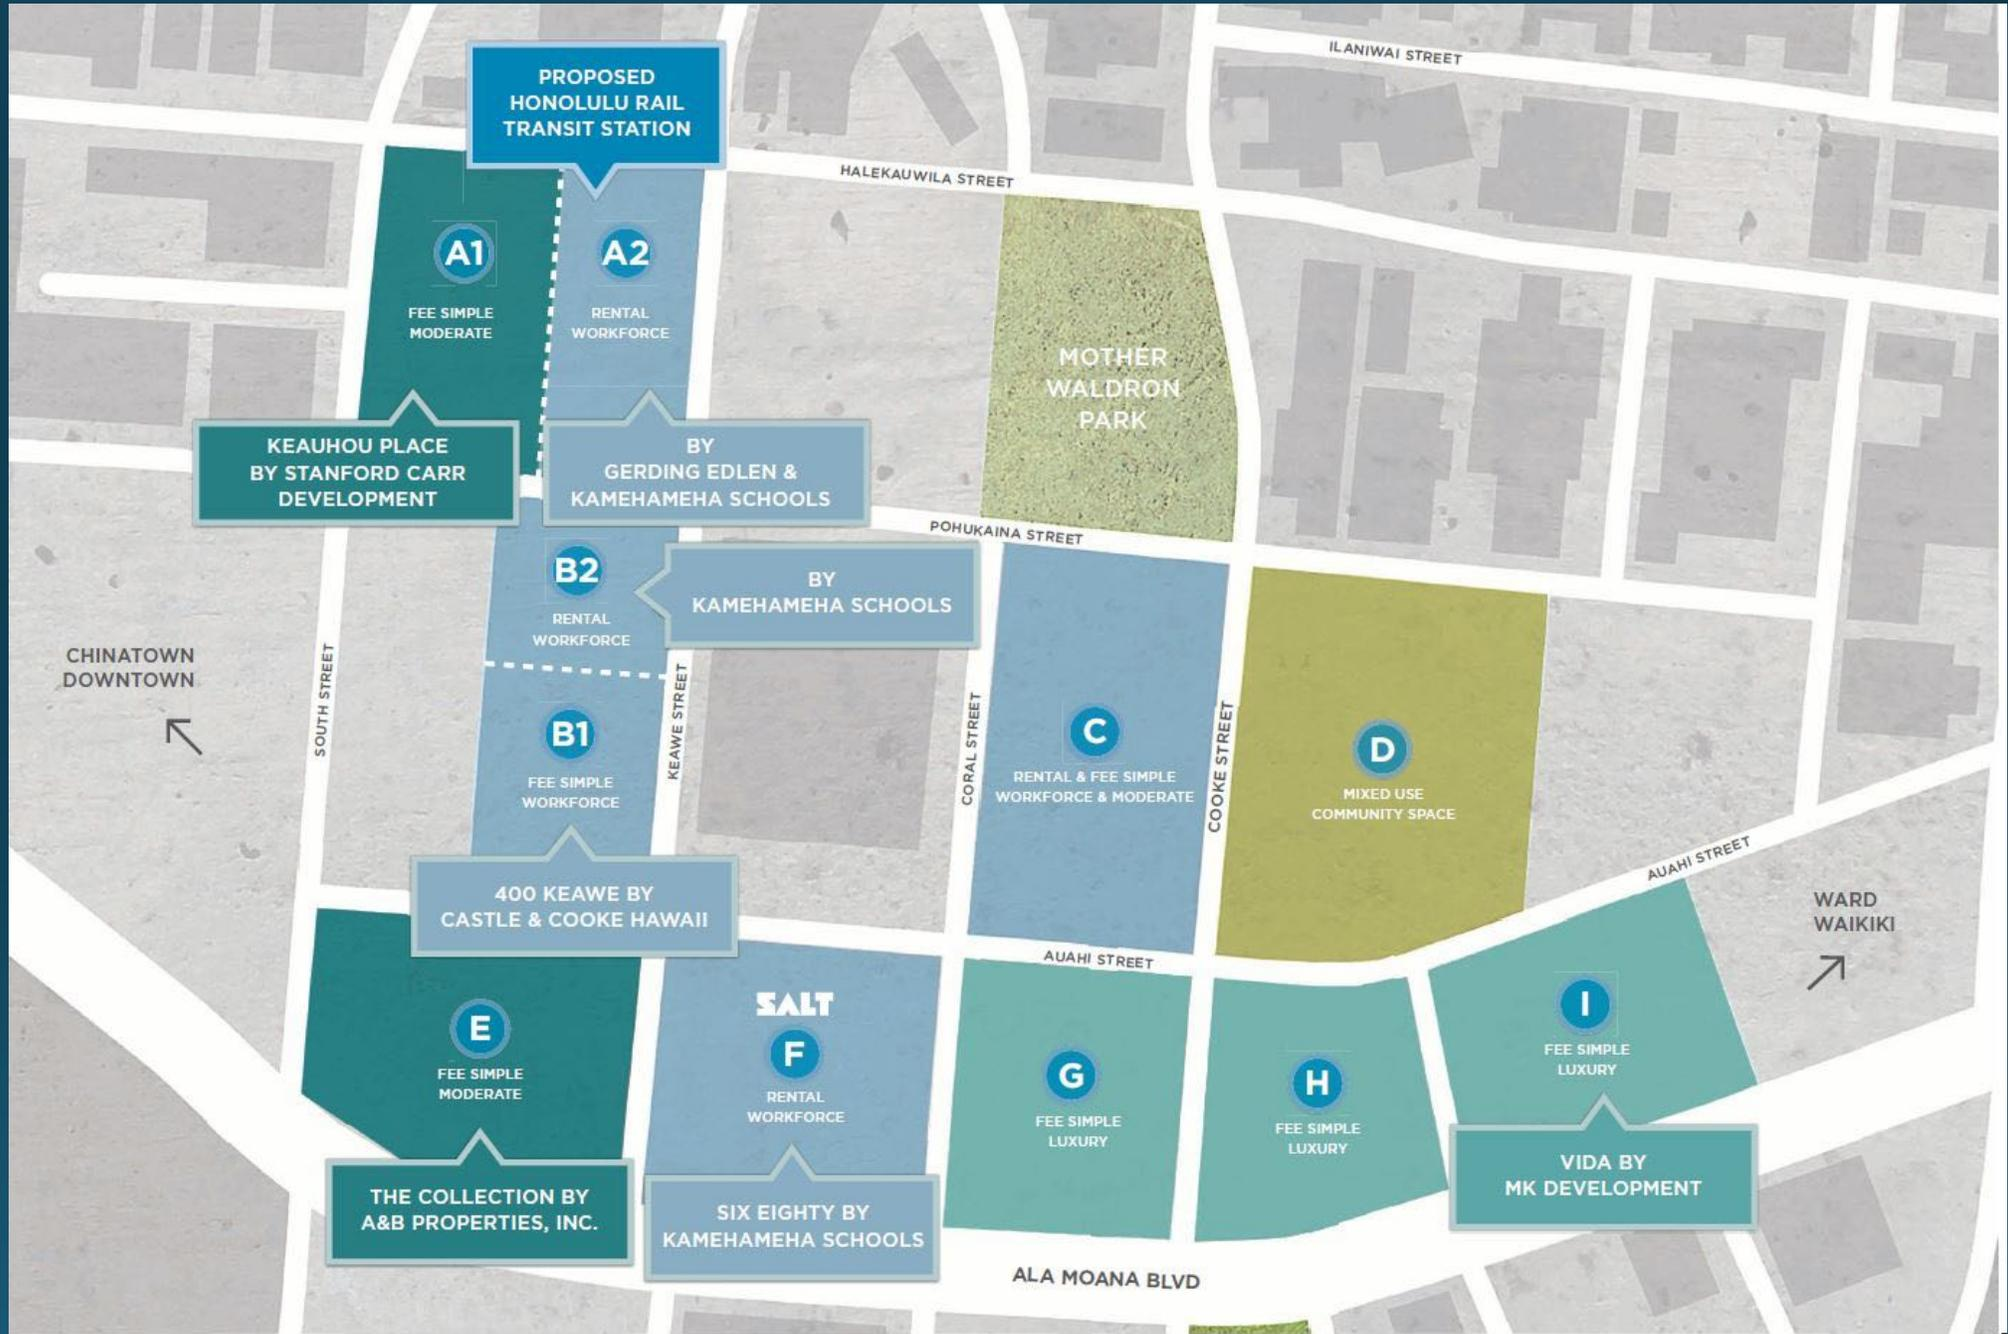 ILANIWAI STREET
PROPOSED
HONOLULU RAIL
TRANSIT STATION
HALEKAUWILA STREET
A1
FEE SIMPLE
MODERATE
A2
RENTAL
WORKFORCE
MOTHER
WALDRON
PARK
KEAUHOU PLACE
BY STANFORD CARR
DEVELOPMENT
BY
GERDING EDLEN &
KAMEHAMEHA SCHOOLS
POHUKAINA STREET
B2
RENTAL
WORKFORCE
BY
KAMEHAMEHA SCHOOLS
CHINATOWN
DOWNTOWN
SOUTH STREET
B1
FEE SIMPLE
WORKFORCE
KEAWE STREET
CORAL STREET
C
RENTAL & FEE SIMPLE
WORKFORCE & MODERATE
COOKE STREET
D
MIXED USE
COMMUNITY SPACE
AUAHI STREET
WARD
WAIKIKI
400 KEAWE BY
CASTLE & COOKE HAWAII
AUAHI STREET
E
FEE SIMPLE
MODERATE
SALT
F
RENTAL
WORKFORCE
G
FEE SIMPLE
LUXURY
H
FEE SIMPLE
LUXURY
I
FEE SIMPLE
LUXURY
VIDA BY
MK DEVELOPMENT
THE COLLECTION BY
A&B PROPERTIES, INC.
SIX EIGHTY BY
KAMEHAMEHA SCHOOLS
ALA MOANA BLVD